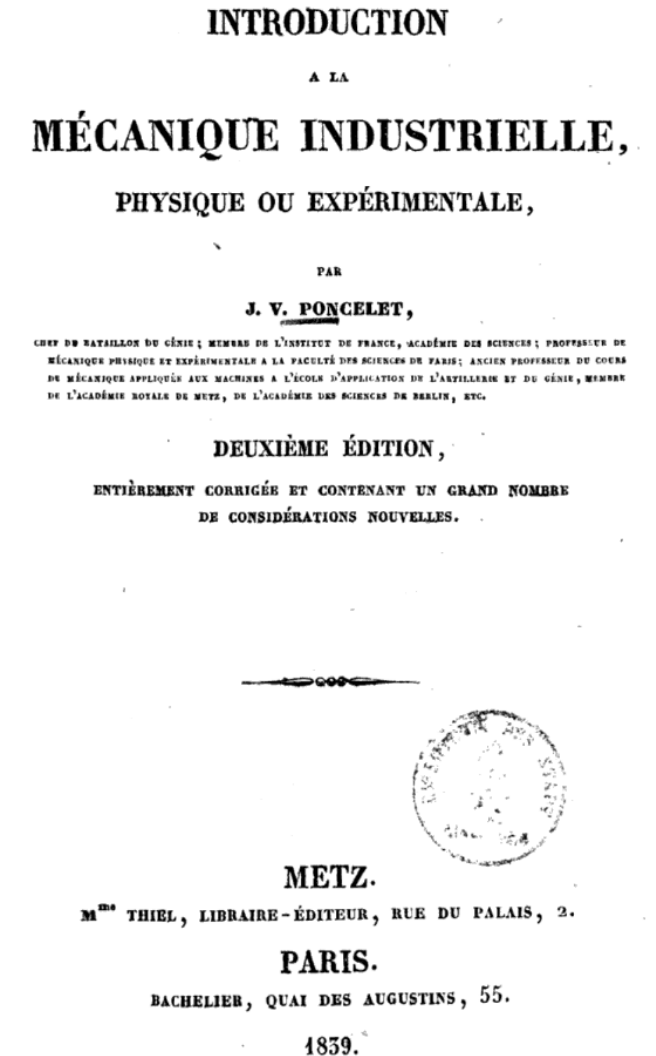 INTRODUCTION
A LA
MÉCANIQUE INDUSTRIELLE,
PHYSIQUE OU EXPÉRIMENTALE,
PAR
J. V. PONCELET,
CHEF DE BATAILLON DU GÉNIE ; MEMBRE DE L'INSTITUT DE FRANCE, ACADÉMIE DES SCIENCES ; PROFESSEUR DE
MÉCANIQUE PHYSIQUE ET EXPÉRIMENTALE A LA FACULTÉ DES SCIENCES DE PARIS ; ANCIEN PROFESSEUR DU COURS
DE MÉCANIQUE APPLIQUÉE AUX MACHINES A L'ÉCOLE D'APPLICATION DE L'ARTILLERIE ET DU GÉNIE, MEMBRE
DE L'ACADÉMIE ROYALE DE METZ, DE L'ACADÉMIE DES SCIENCES DE BERLIN, ETC.
DEUXIÈME ÉDITION,
ENTIÈREMENT CORRIGÉE ET CONTENANT UN GRAND NOMBRE
DE CONSIDÉRATIONS NOUVELLES.
METZ.
Mme THIEL, LIBRAIRE-ÉDITEUR, RUE DU PALAIS, 2.
PARIS.
BACHELIER, QUAI DES AUGUSTINS, 55.
1839.